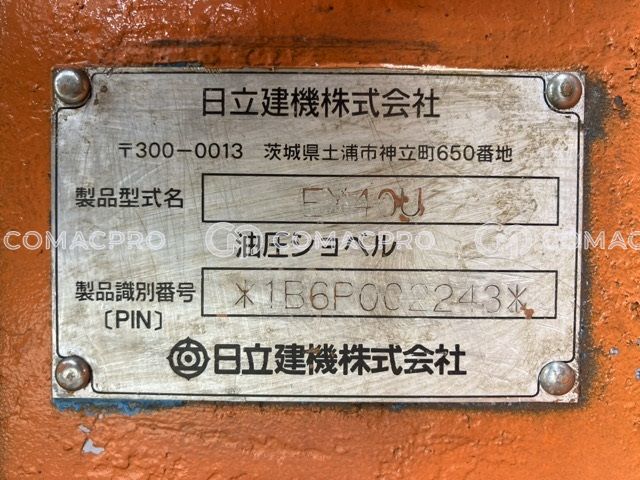 日立建機株式会社
〒300-0013 茨城県土浦市神立町650番地
製品型式名 EX40U
COMACPRO COMACPRO COMACPRO
油圧ショベル
製品識別番号 *1B6P002243*
〔PIN〕
日立建機株式会社